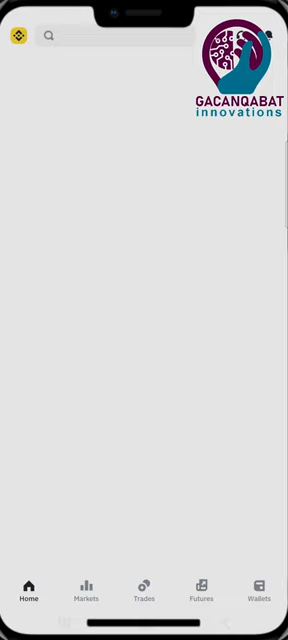 GACANQABAT
innovations
Home
Markets
Trades
Futures
Wallets